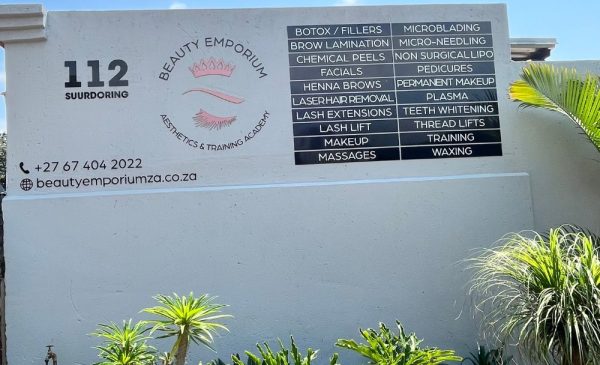 112
SUURDORING
BEAUTY EMPORIUM
AESTHETICS & TRAINING ACADEMY
+27 67 404 2022
beautyemporiumza.co.za
BOTOX / FILLERS
BROW LAMINATION
CHEMICAL PEELS
FACIALS
HENNA BROWS
LASER HAIR REMOVAL
LASH EXTENSIONS
LASH LIFT
MAKEUP
MASSAGES
MICROBLADING
MICRO-NEEDLING
NON SURGICAL LIPO
PEDICURES
PERMANENT MAKEUP
PLASMA
TEETH WHITENING
THREAD LIFTS
TRAINING
WAXING